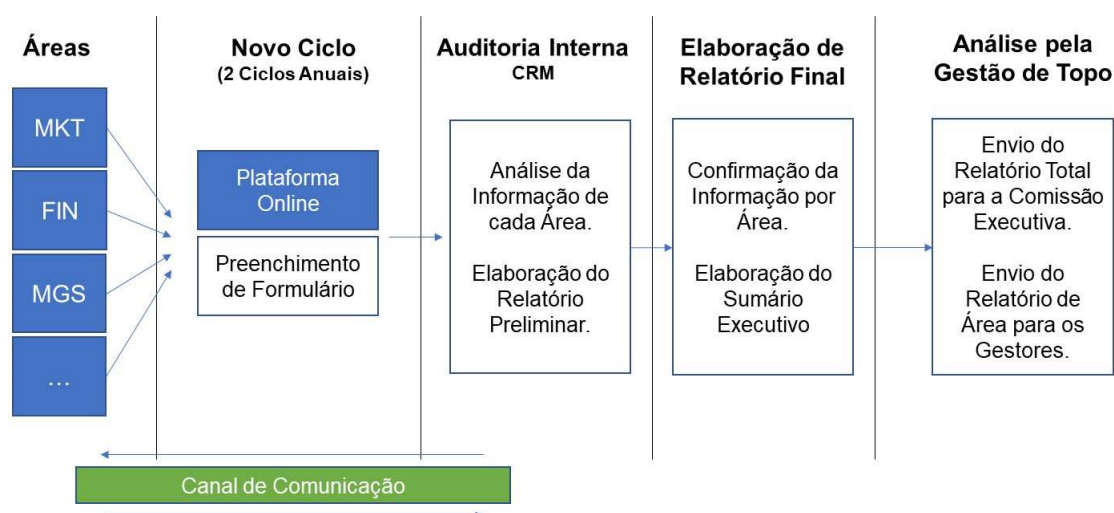 Áreas
MKT
FIN
MGS
...
Novo Ciclo
(2 Ciclos Anuais)
Plataforma
Online
Preenchimento
de Formulário
Auditoria Interna
CRM
Análise da
Informação de
cada Área.
Elaboração do
Relatório
Preliminar.
Elaboração de
Relatório Final
Confirmação da
Informação por
Área.
Elaboração do
Sumário
Executivo
Análise pela
Gestão de Topo
Envio do
Relatório Total
para a Comissão
Executiva.
Envio do
Relatório de
Área para os
Gestores.
Canal de Comunicação